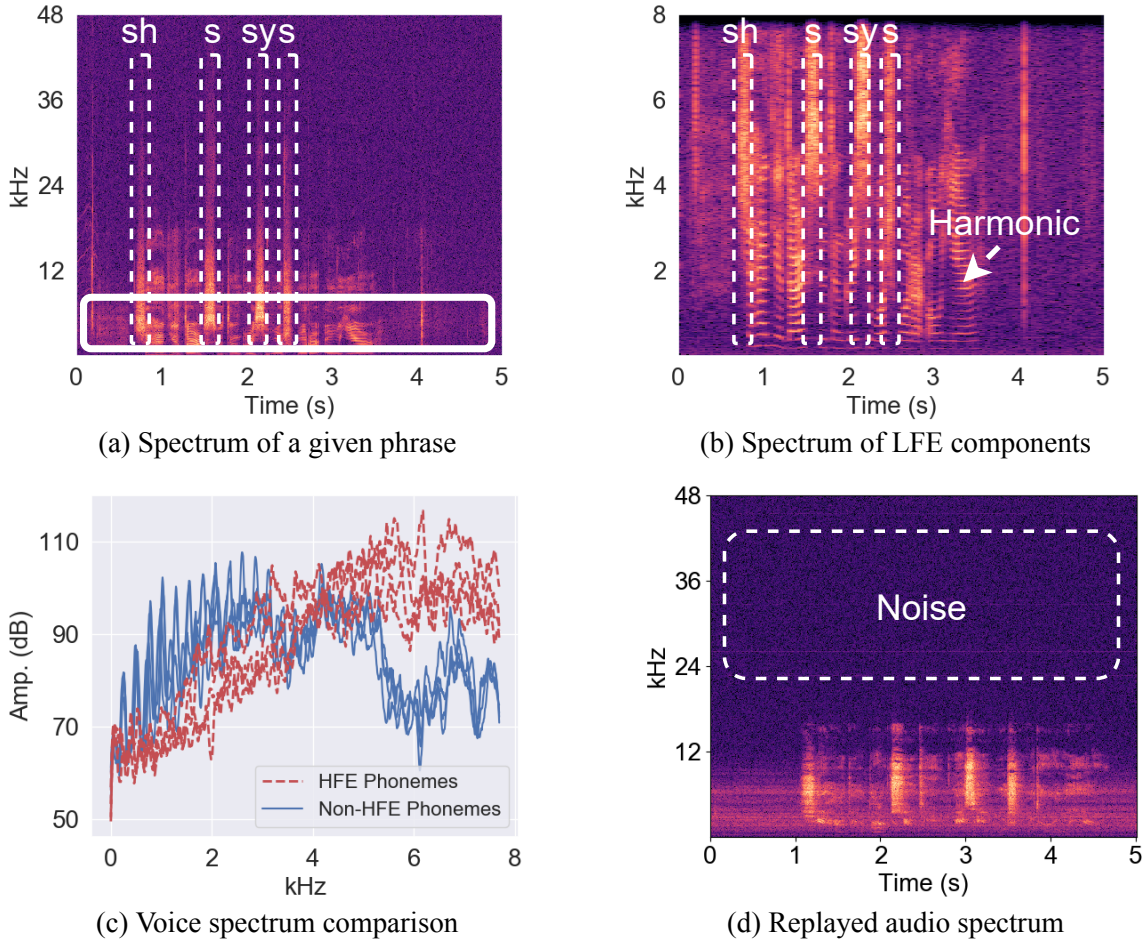 sh s sy s
48
36
24
12
kHz
0 1 2 3 4 5
Time (s)
(a) Spectrum of a given phrase
sh s sy s
8
6
4
2
kHz
Harmonic
0 1 2 3 4 5
Time (s)
(b) Spectrum of LFE components
110
90
70
50
Amp. (dB)
HFE Phonemes
Non-HFE Phonemes
0 2 4 6 8
kHz
(c) Voice spectrum comparison
48
36
24
12
kHz
Noise
0 1 2 3 4 5
Time (s)
(d) Replayed audio spectrum